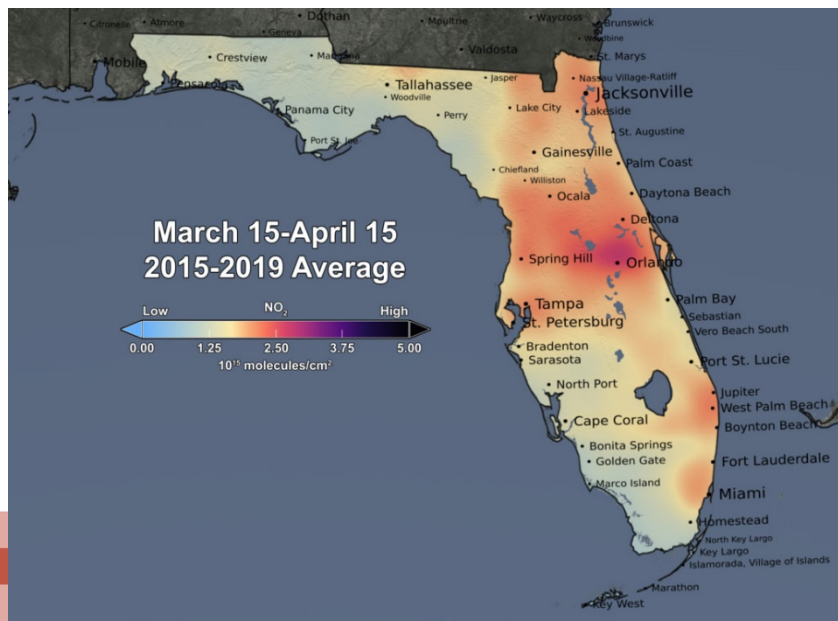 Dothan
Waycross
Citronelle
Atmore
Moultrie
Brunswick
Geneva
Woodbine
Valdosta
Mobile
Crestview
St. Marys
Pensacola
Tallahassee
Jasper
Nassau Village-Ratliff
Woodville
Jacksonville
Panama City
Lake City
Lakeside
Perry
St. Augustine
Port St. Joe
Gainesville
Palm Coast
Chiefland
Williston
Ocala
Daytona Beach
Deltona
March 15-April 15
2015-2019 Average
Spring Hill
Orlando
Low NO₂ High
0.00 1.25 2.50 3.75 5.00
10¹⁵ molecules/cm²
Tampa
Palm Bay
St. Petersburg
Sebastian
Vero Beach South
Bradenton
Sarasota
Port St. Lucie
North Port
Jupiter
West Palm Beach
Cape Coral
Boynton Beach
Bonita Springs
Golden Gate
Fort Lauderdale
Marco Island
Miami
Homestead
North Key Largo
Key Largo
Islamorada, Village of Islands
Marathon
Key West